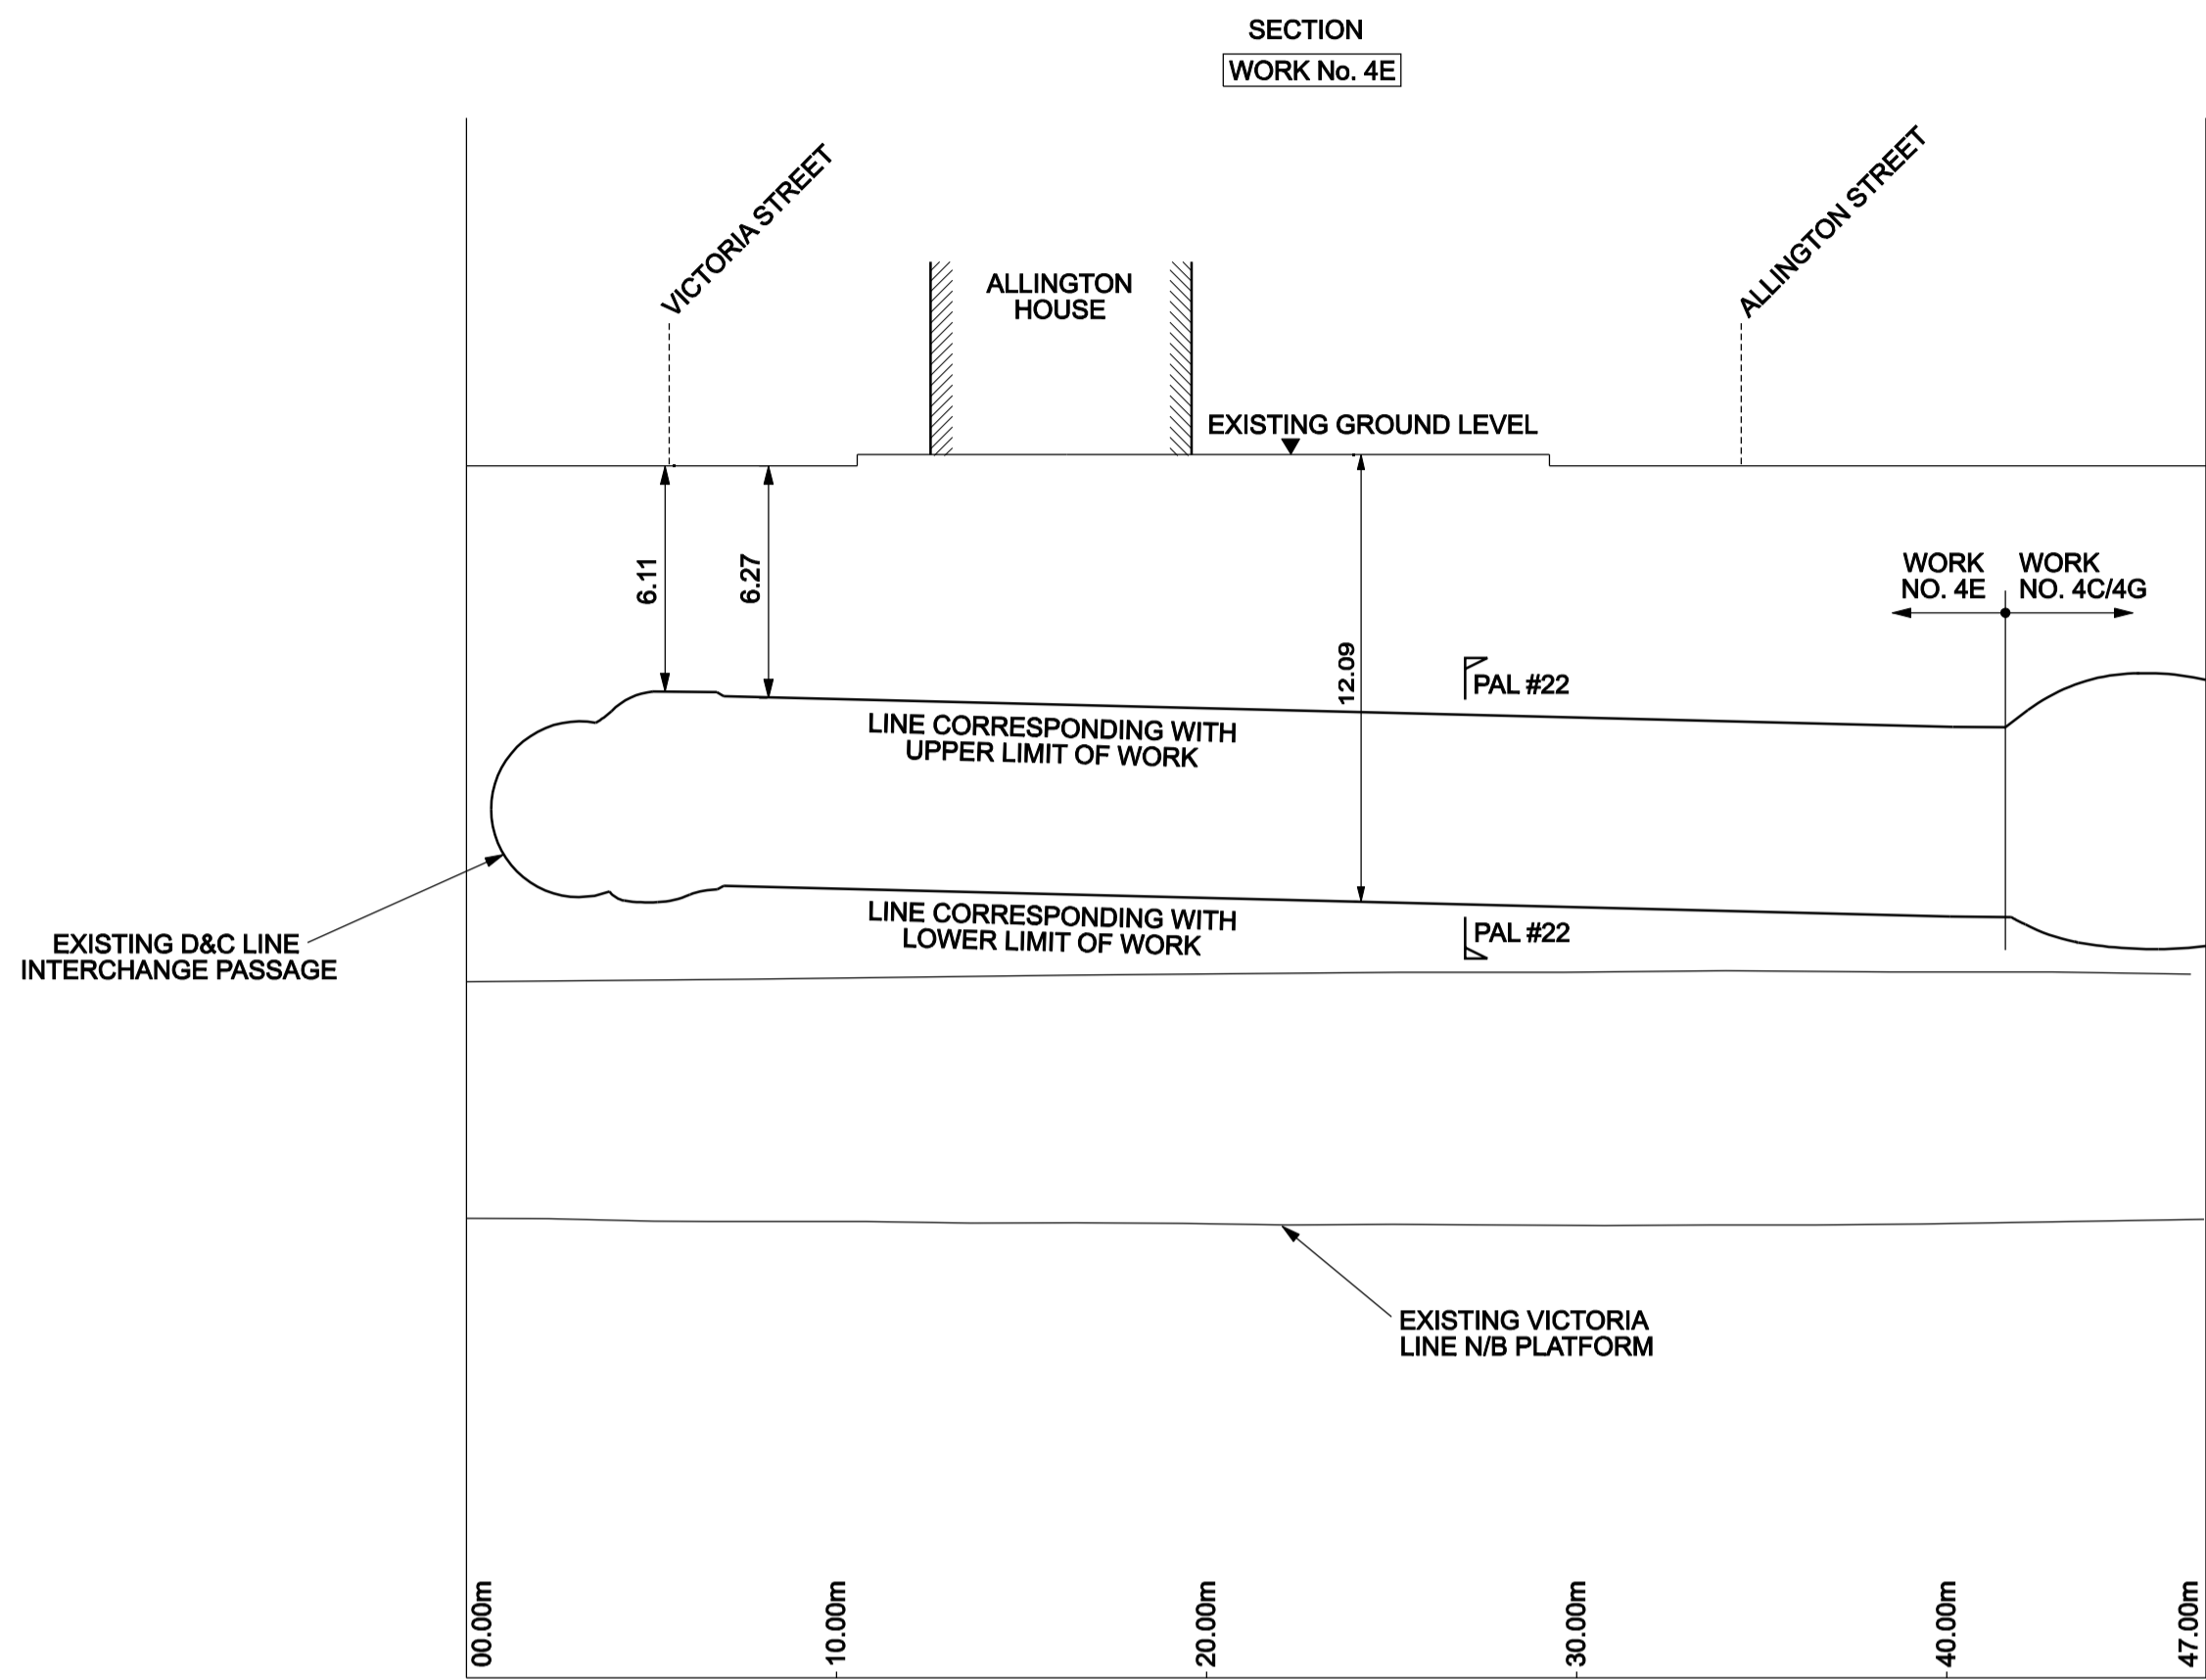 SECTION
WORK No. 4E
VICTORIA STREET
ALLINGTON STREET
ALLINGTON
HOUSE
EXISTING GROUND LEVEL
6.11
6.27
12.09
WORK
NO. 4E
WORK
NO. 4C/4G
PAL #22
LINE CORRESPONDING WITH
UPPER LIMIT OF WORK
LINE CORRESPONDING WITH
LOWER LIMIT OF WORK
PAL #22
EXISTING D&C LINE
INTERCHANGE PASSAGE
EXISTING VICTORIA
LINE N/B PLATFORM
00.00m
10.00m
20.00m
30.00m
40.00m
47.00m